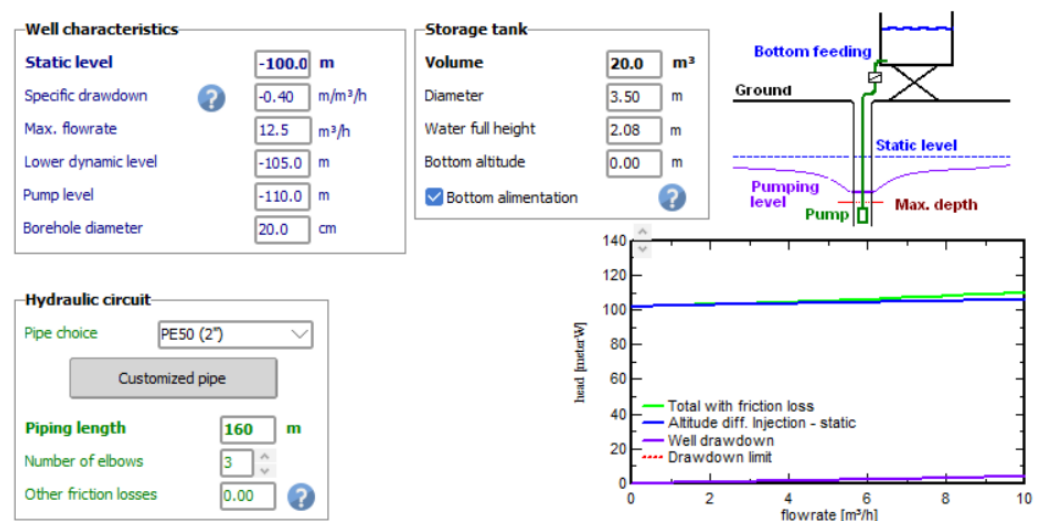 Well characteristics
Static level -100.0 m
Specific drawdown ? -0.40 m/m³/h
Max. flowrate 12.5 m³/h
Lower dynamic level -105.0 m
Pump level -110.0 m
Borehole diameter 20.0 cm
Storage tank
Volume 20.0 m³
Diameter 3.50 m
Water full height 2.08 m
Bottom altitude 0.00 m
Bottom alimentation ?
Bottom feeding
Ground
Static level
Pumping
level
Max. depth
Pump
Hydraulic circuit
Pipe choice PE50 (2")
Customized pipe
Piping length 160 m
Number of elbows 3
Other friction losses 0.00 ?
140
120
100
80
60
40
20
0
head [meterW]
Total with friction loss
Altitude diff. Injection - static
Well drawdown
Drawdown limit
0 2 4 6 8 10
flowrate [m³/h]